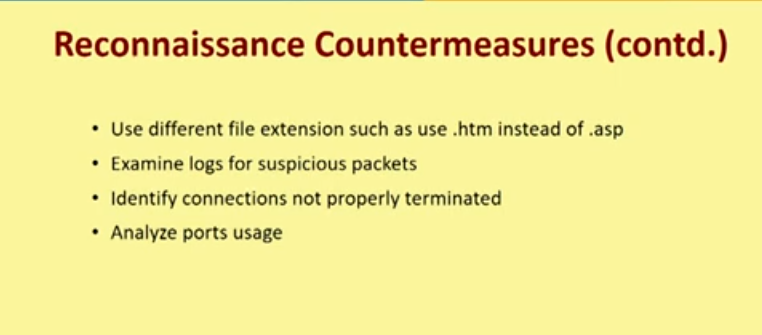 Reconnaissance Countermeasures (contd.)
• Use different file extension such as use .htm instead of .asp
• Examine logs for suspicious packets
• Identify connections not properly terminated
• Analyze ports usage